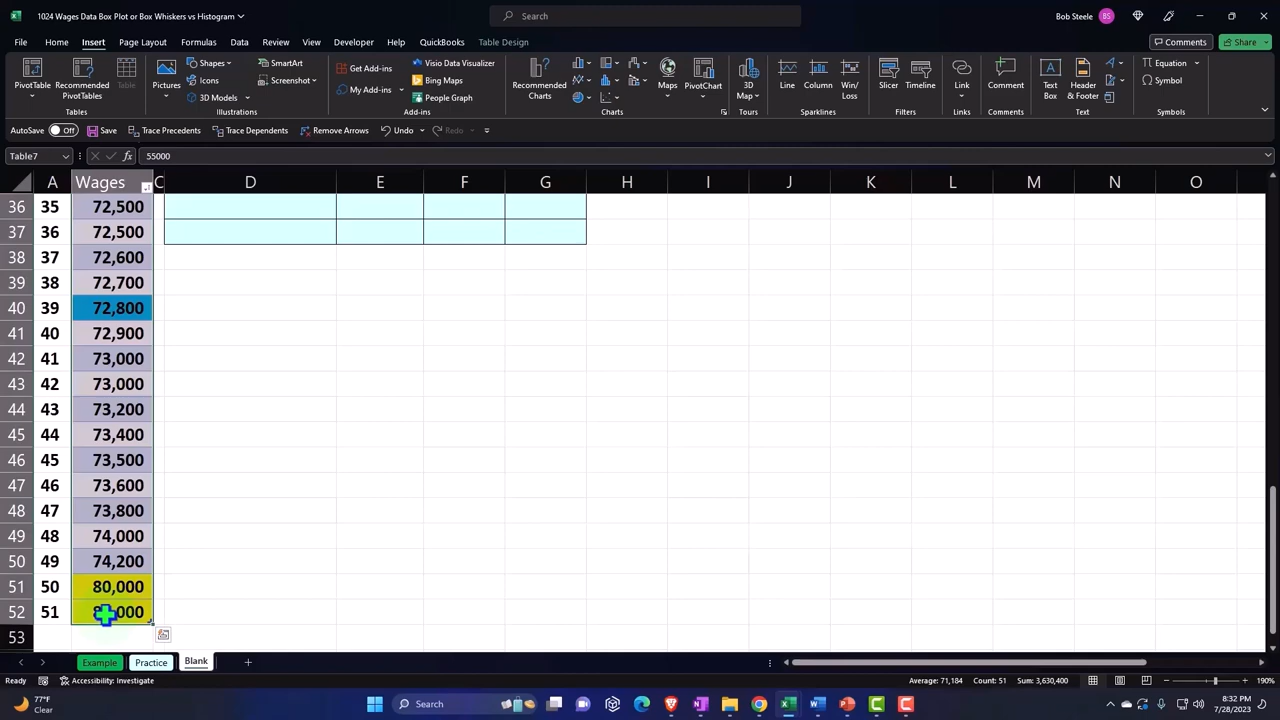 1024 Wages Data Box Plot or Box Whiskers vs Histogram
Search
Bob Steele
BS
File Home Insert Page Layout Formulas Data Review View Developer Automate Help QuickBooks Table Design
Comments
Share
PivotTable
Recommended PivotTables
Table
Tables
Pictures
Shapes
Icons
3D Models
SmartArt
Screenshot
Illustrations
Get Add-ins
My Add-ins
Visio Data Visualizer
Bing Maps
People Graph
Add-ins
Recommended Charts
Maps
PivotChart
Charts
3D Map
Tours
Line
Column
Win/Loss
Sparklines
Slicer
Timeline
Filters
Link
Links
Comment
Comments
Text Box
Header & Footer
Text
Equation
Symbol
Symbols
AutoSave Off Save Trace Precedents Trace Dependents Remove Arrows Undo Redo
Table7 fx 55000
A Wages C D E F G H I J K L M N O
36 35 72,500
37 36 72,500
38 37 72,600
39 38 72,700
40 39 72,800
41 40 72,900
42 41 73,000
43 42 73,000
44 43 73,200
45 44 73,400
46 45 73,500
47 46 73,600
48 47 73,800
49 48 74,000
50 49 74,200
51 50 80,000
52 51
53
Example Practice Blank
Ready Accessibility: Investigate Average: 71,184 Count: 51 Sum: 3,630,400 190%
77°F
Clear
Search
8:32 PM
7/28/2023